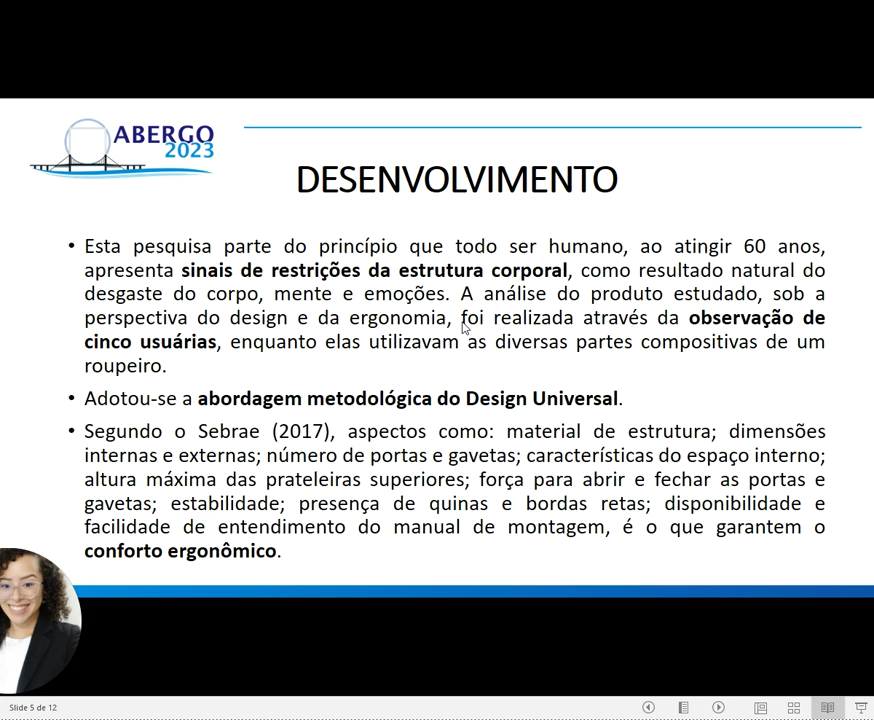 ABERGO
2023
DESENVOLVIMENTO
• Esta pesquisa parte do princípio que todo ser humano, ao atingir 60 anos,
apresenta sinais de restrições da estrutura corporal, como resultado natural do
desgaste do corpo, mente e emoções. A análise do produto estudado, sob a
perspectiva do design e da ergonomia, foi realizada através da observação de
cinco usuárias, enquanto elas utilizavam as diversas partes compositivas de um
roupeiro.
• Adotou-se a abordagem metodológica do Design Universal.
• Segundo o Sebrae (2017), aspectos como: material de estrutura; dimensões
internas e externas; número de portas e gavetas; características do espaço interno;
altura máxima das prateleiras superiores; força para abrir e fechar as portas e
gavetas; estabilidade; presença de quinas e bordas retas; disponibilidade e
facilidade de entendimento do manual de montagem, é o que garantem o
conforto ergonômico.
Slide 5 de 12